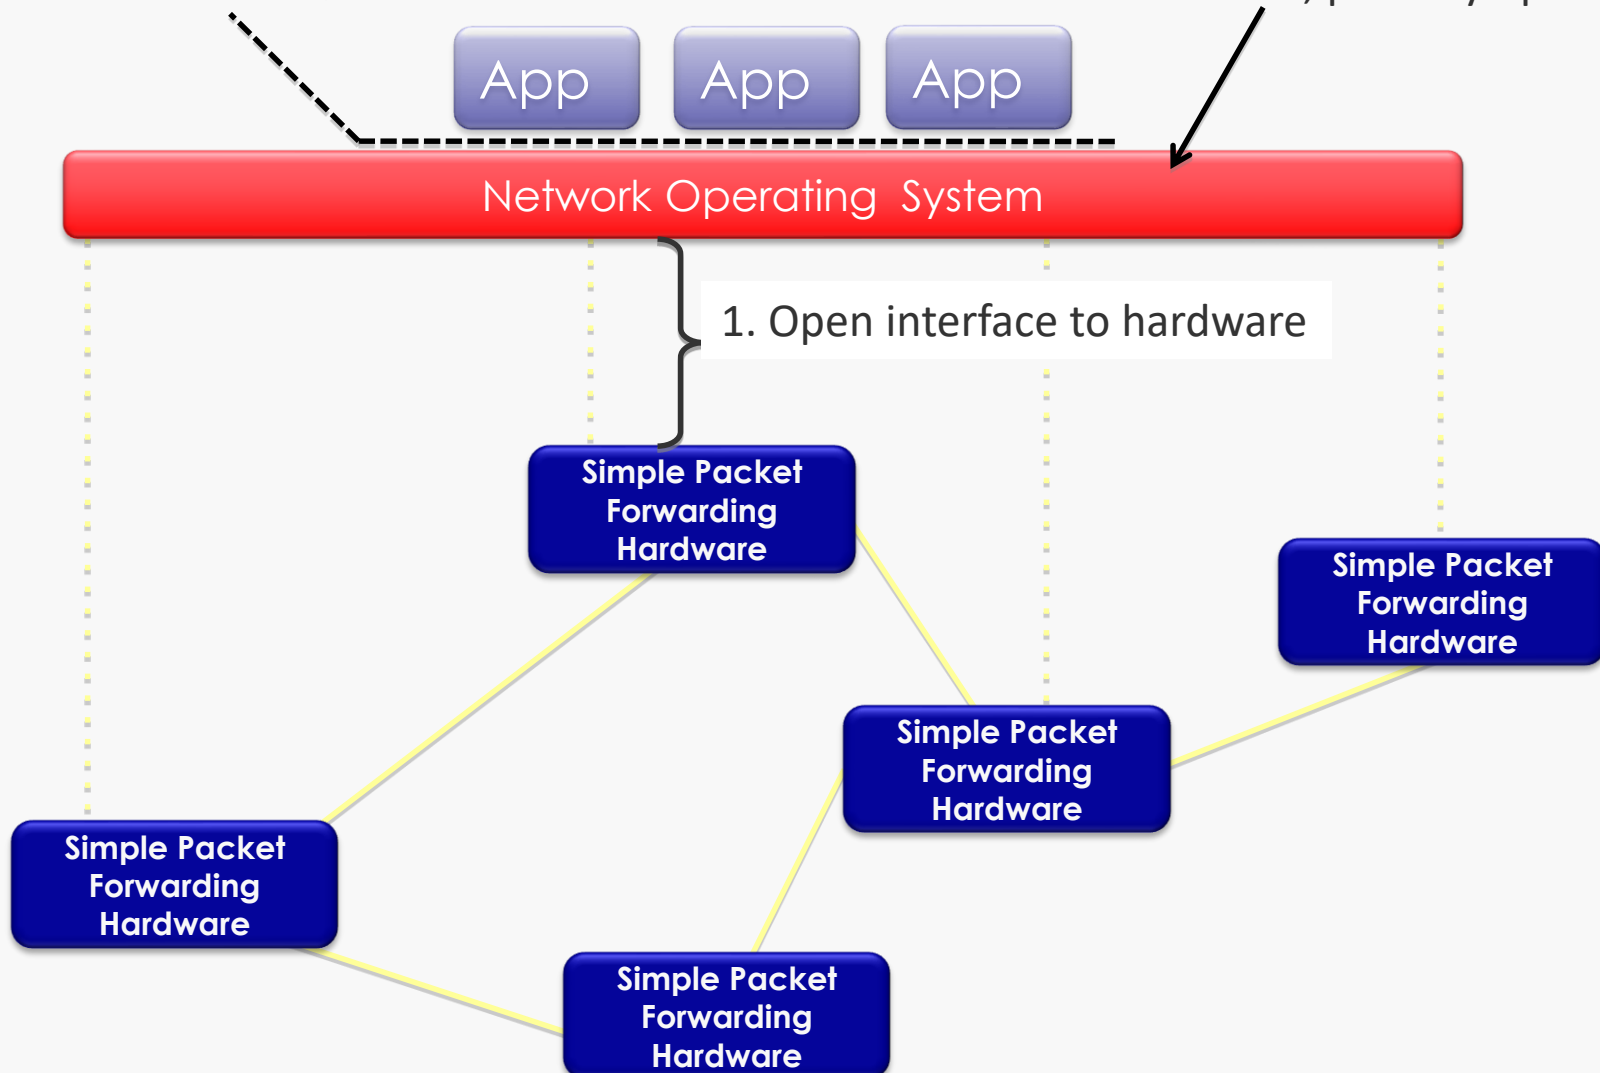 App
App
App
Network Operating System
1. Open interface to hardware
Simple Packet
Forwarding
Hardware
Simple Packet
Forwarding
Hardware
Simple Packet
Forwarding
Hardware
Simple Packet
Forwarding
Hardware
Simple Packet
Forwarding
Hardware